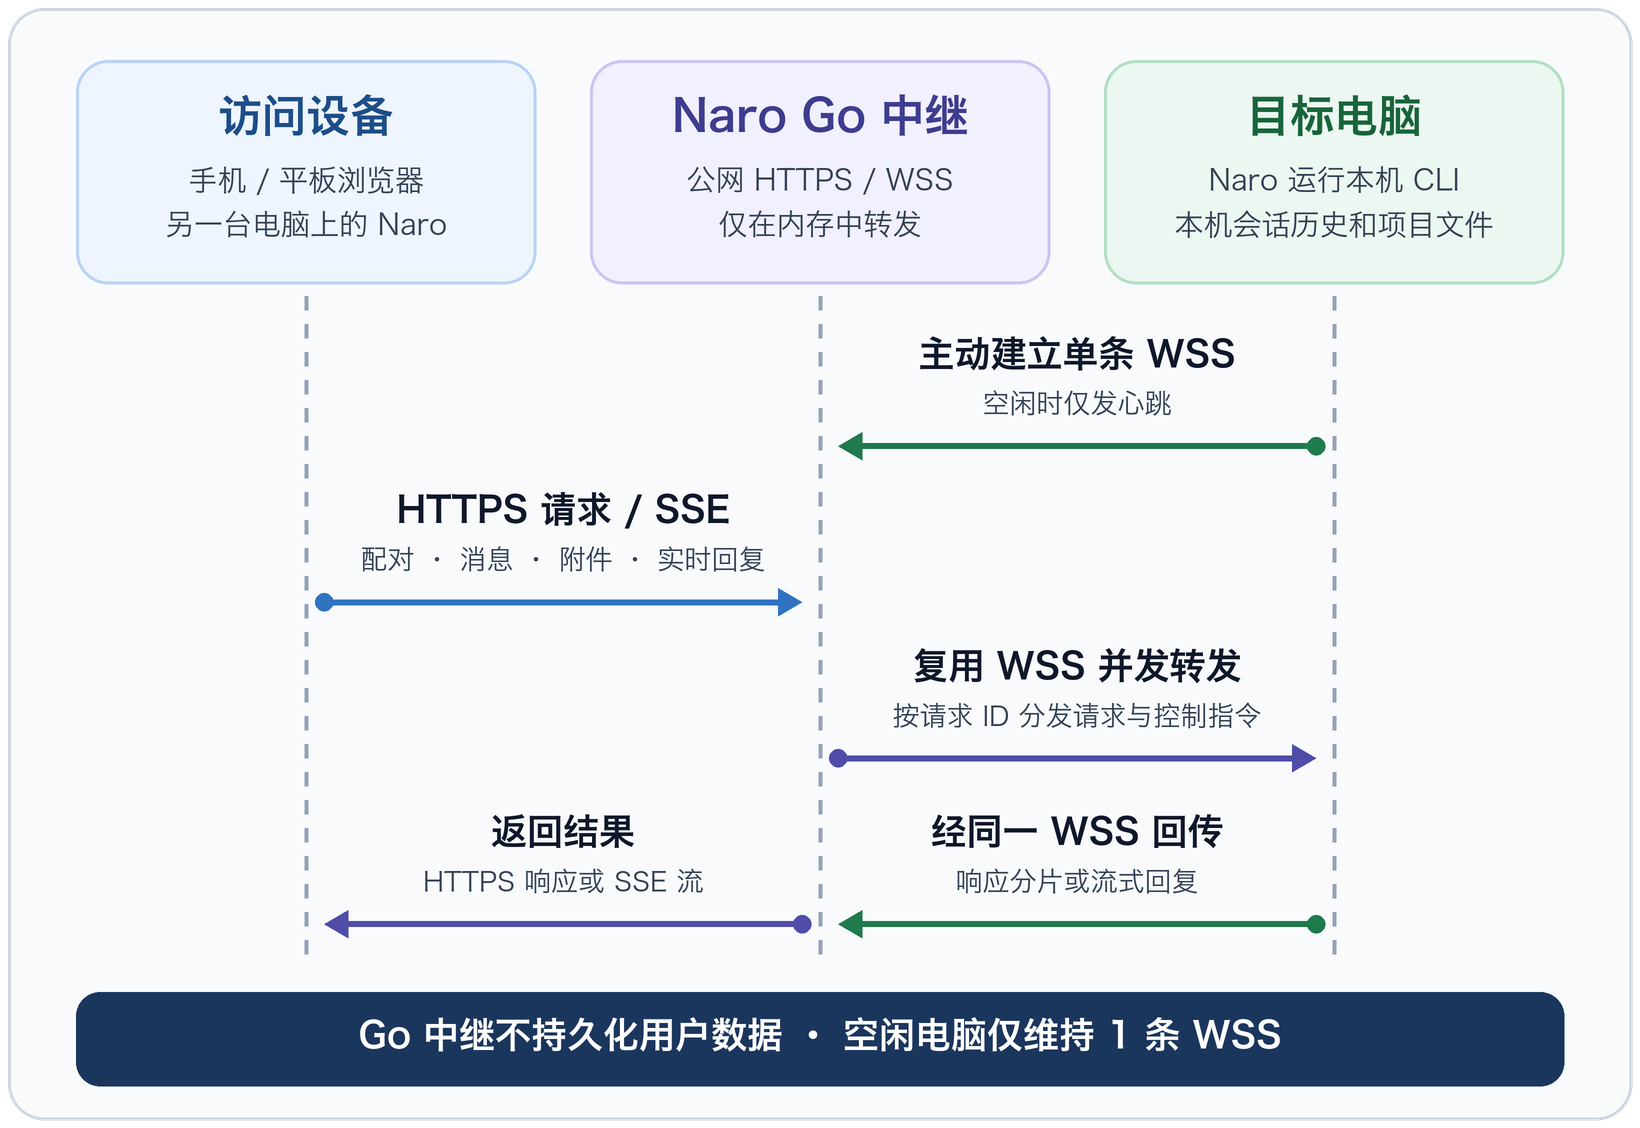 访问设备
手机 / 平板浏览器
另一台电脑上的 Naro
Naro Go 中继
公网 HTTPS / WSS
仅在内存中转发
目标电脑
Naro 运行本机 CLI
本机会话历史和项目文件
主动建立单条 WSS
空闲时仅发心跳
HTTPS 请求 / SSE
配对 · 消息 · 附件 · 实时回复
复用 WSS 并发转发
按请求 ID 分发请求与控制指令
返回结果
HTTPS 响应或 SSE 流
经同一 WSS 回传
响应分片或流式回复
Go 中继不持久化用户数据 · 空闲电脑仅维持 1 条 WSS